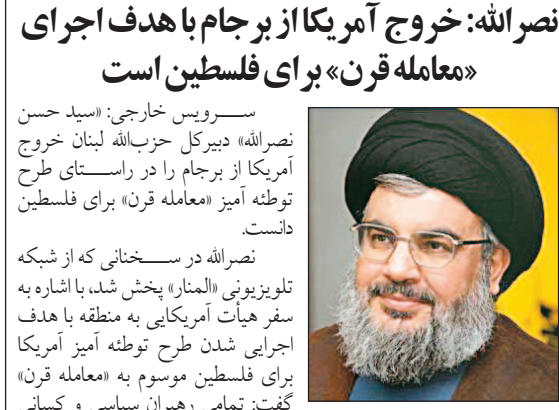 نصرالله: خروج آمریکا از برجام با هدف اجرای
«معامله قرن» برای فلسطین است
ســـرویس خارجی: «سید حسن
نصرالله» دبیرکل حزب‌الله لبنان خروج
آمریکا از برجام را در راســـتای طرح
توطئه آمیز «معامله قرن» برای فلسطین
دانست.
نصرالله در ســـخنانی که از شبکه
تلویزیونی «المنار» پخش شد، با اشاره به
سفر هیأت آمریکایی به منطقه با هدف
اجرایی شدن طرح توطئه آمیز آمریکا
برای فلسطین موسوم به «معامله قرن»
گفت: تمامی رهبران سیاسی و کسانی